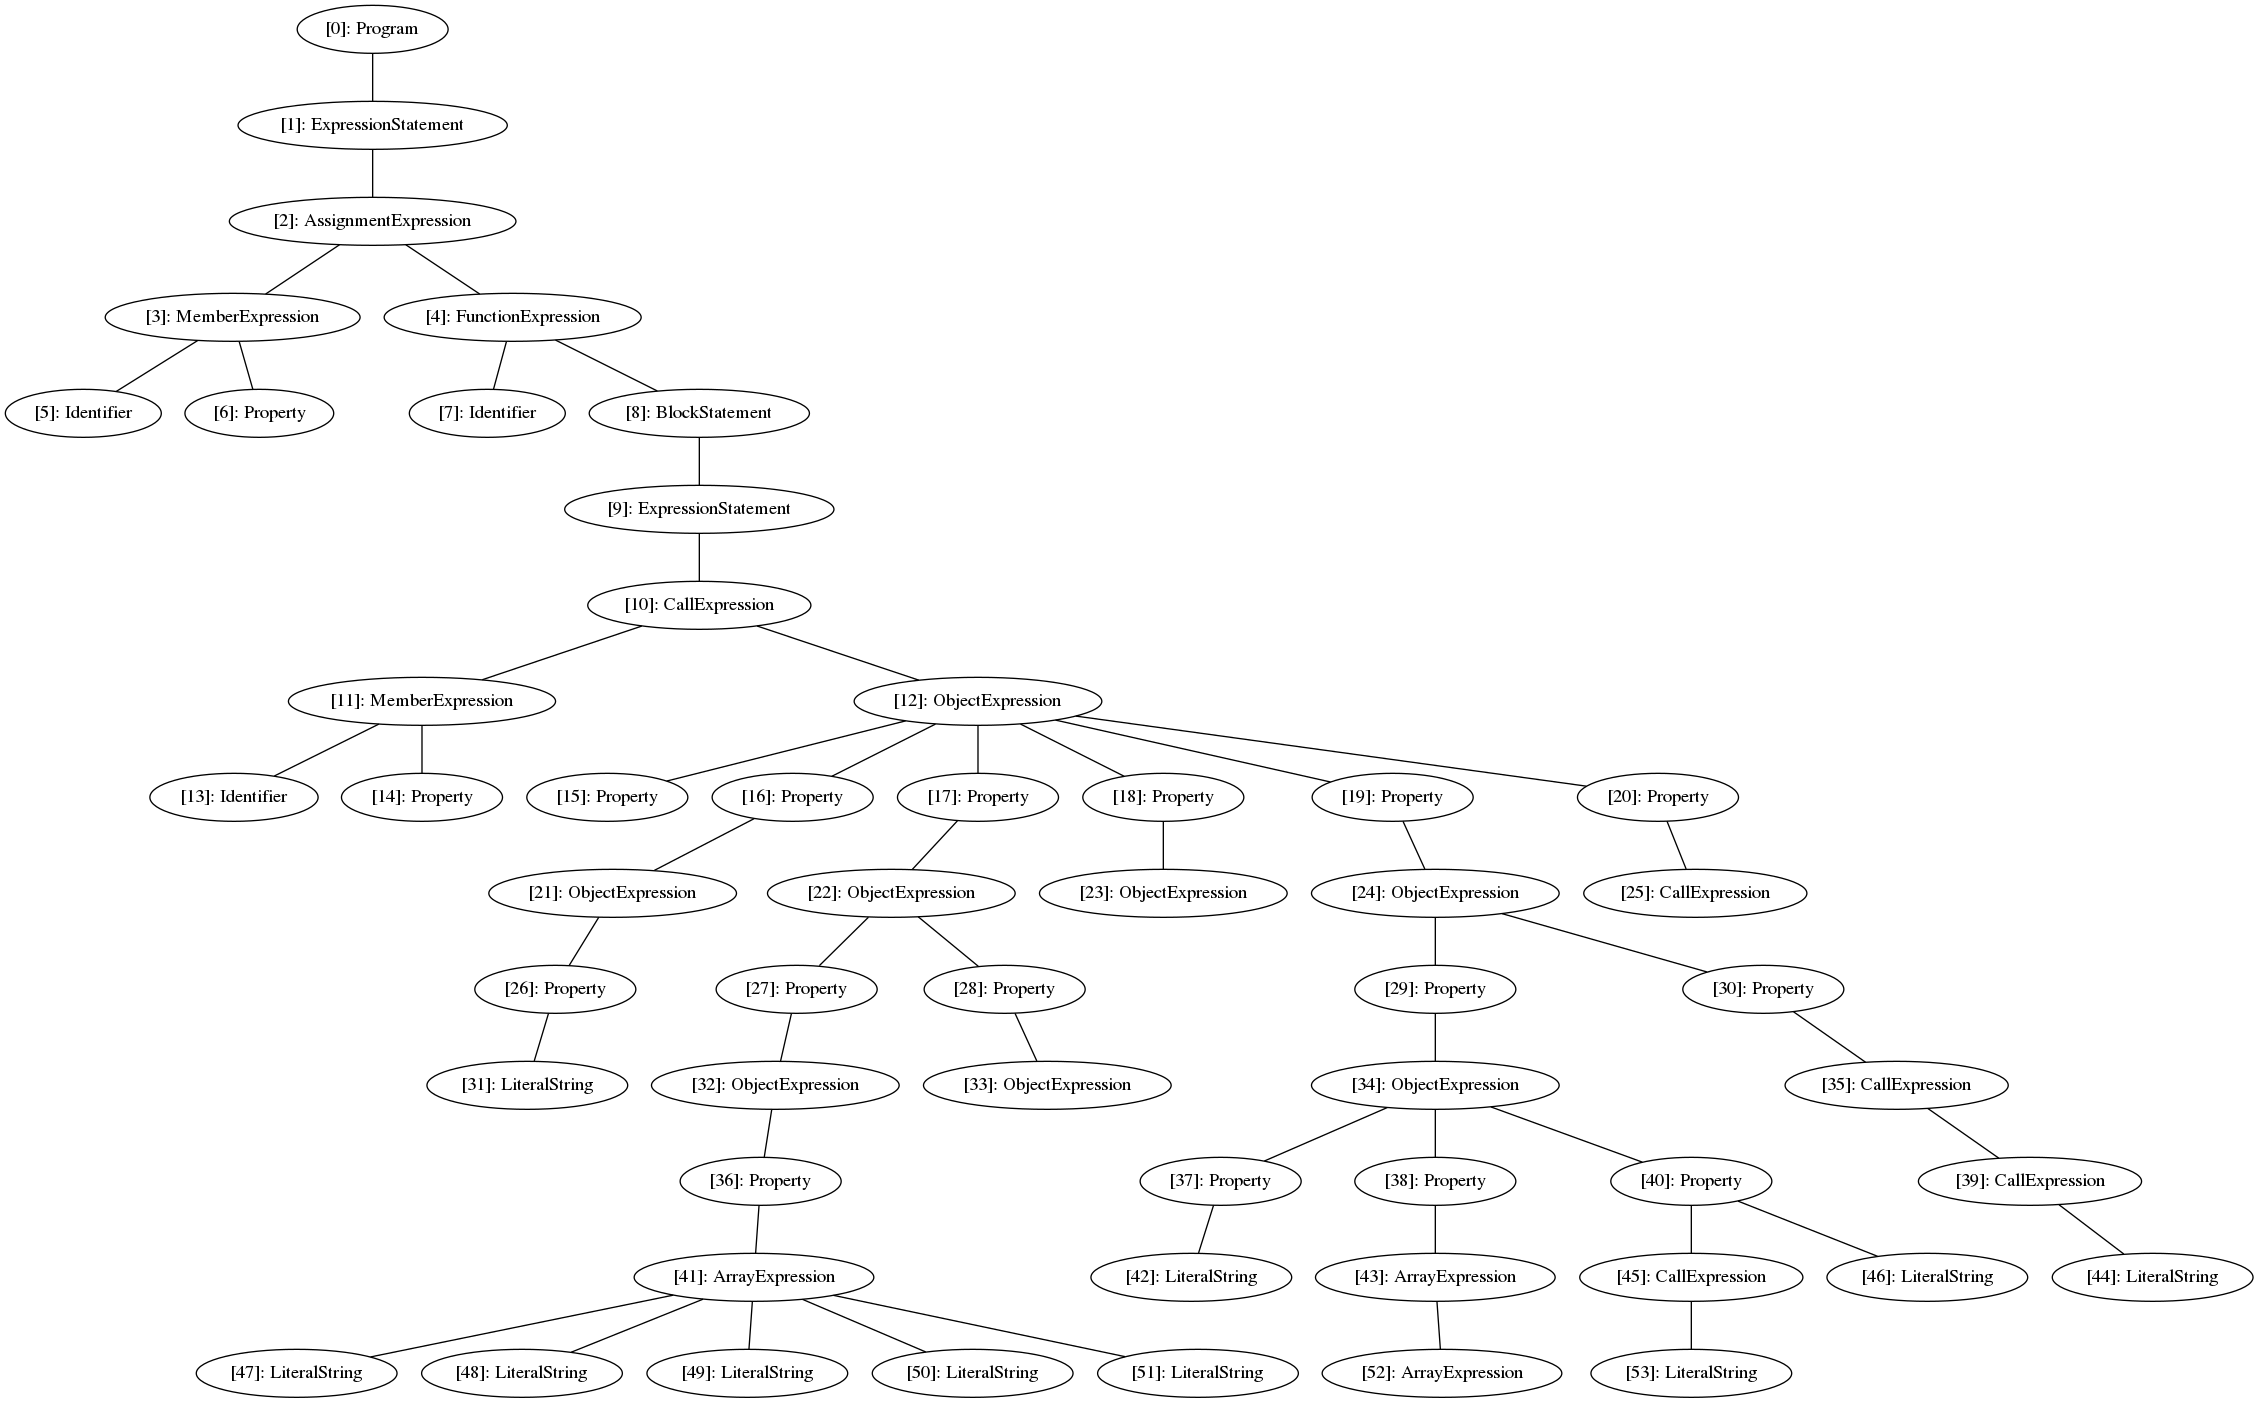 [0]: Program
[1]: ExpressionStatement
[2]: AssignmentExpression
[3]: MemberExpression
[4]: FunctionExpression
[5]: Identifier
[6]: Property
[7]: Identifier
[8]: BlockStatement
[9]: ExpressionStatement
[10]: CallExpression
[11]: MemberExpression
[12]: ObjectExpression
[13]: Identifier
[14]: Property
[15]: Property
[16]: Property
[17]: Property
[18]: Property
[19]: Property
[20]: Property
[21]: ObjectExpression
[22]: ObjectExpression
[23]: ObjectExpression
[24]: ObjectExpression
[25]: CallExpression
[26]: Property
[27]: Property
[28]: Property
[29]: Property
[30]: Property
[31]: LiteralString
[32]: ObjectExpression
[33]: ObjectExpression
[34]: ObjectExpression
[35]: CallExpression
[36]: Property
[37]: Property
[38]: Property
[40]: Property
[39]: CallExpression
[41]: ArrayExpression
[42]: LiteralString
[43]: ArrayExpression
[45]: CallExpression
[46]: LiteralString
[44]: LiteralString
[47]: LiteralString
[48]: LiteralString
[49]: LiteralString
[50]: LiteralString
[51]: LiteralString
[52]: ArrayExpression
[53]: LiteralString